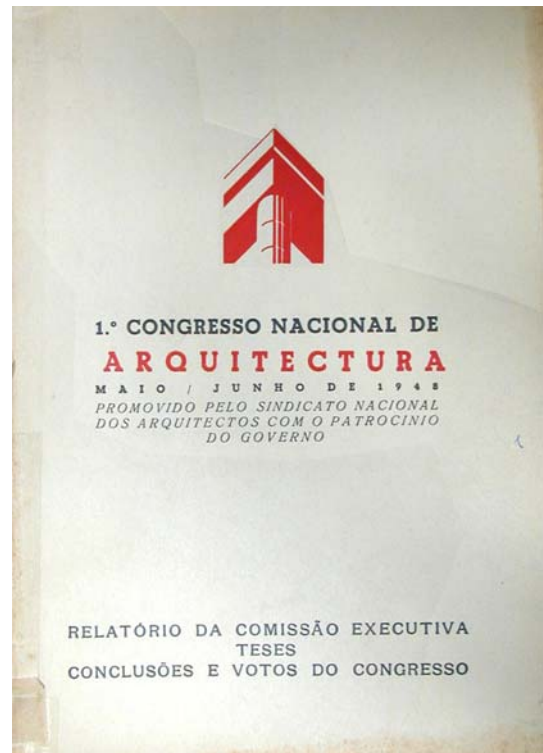 1.º CONGRESSO NACIONAL DE
ARQUITECTURA
MAIO / JUNHO DE 1948
PROMOVIDO PELO SINDICATO NACIONAL
DOS ARQUITECTOS COM O PATROCÍNIO
DO GOVERNO
RELATÓRIO DA COMISSÃO EXECUTIVA
TESES
CONCLUSÕES E VOTOS DO CONGRESSO